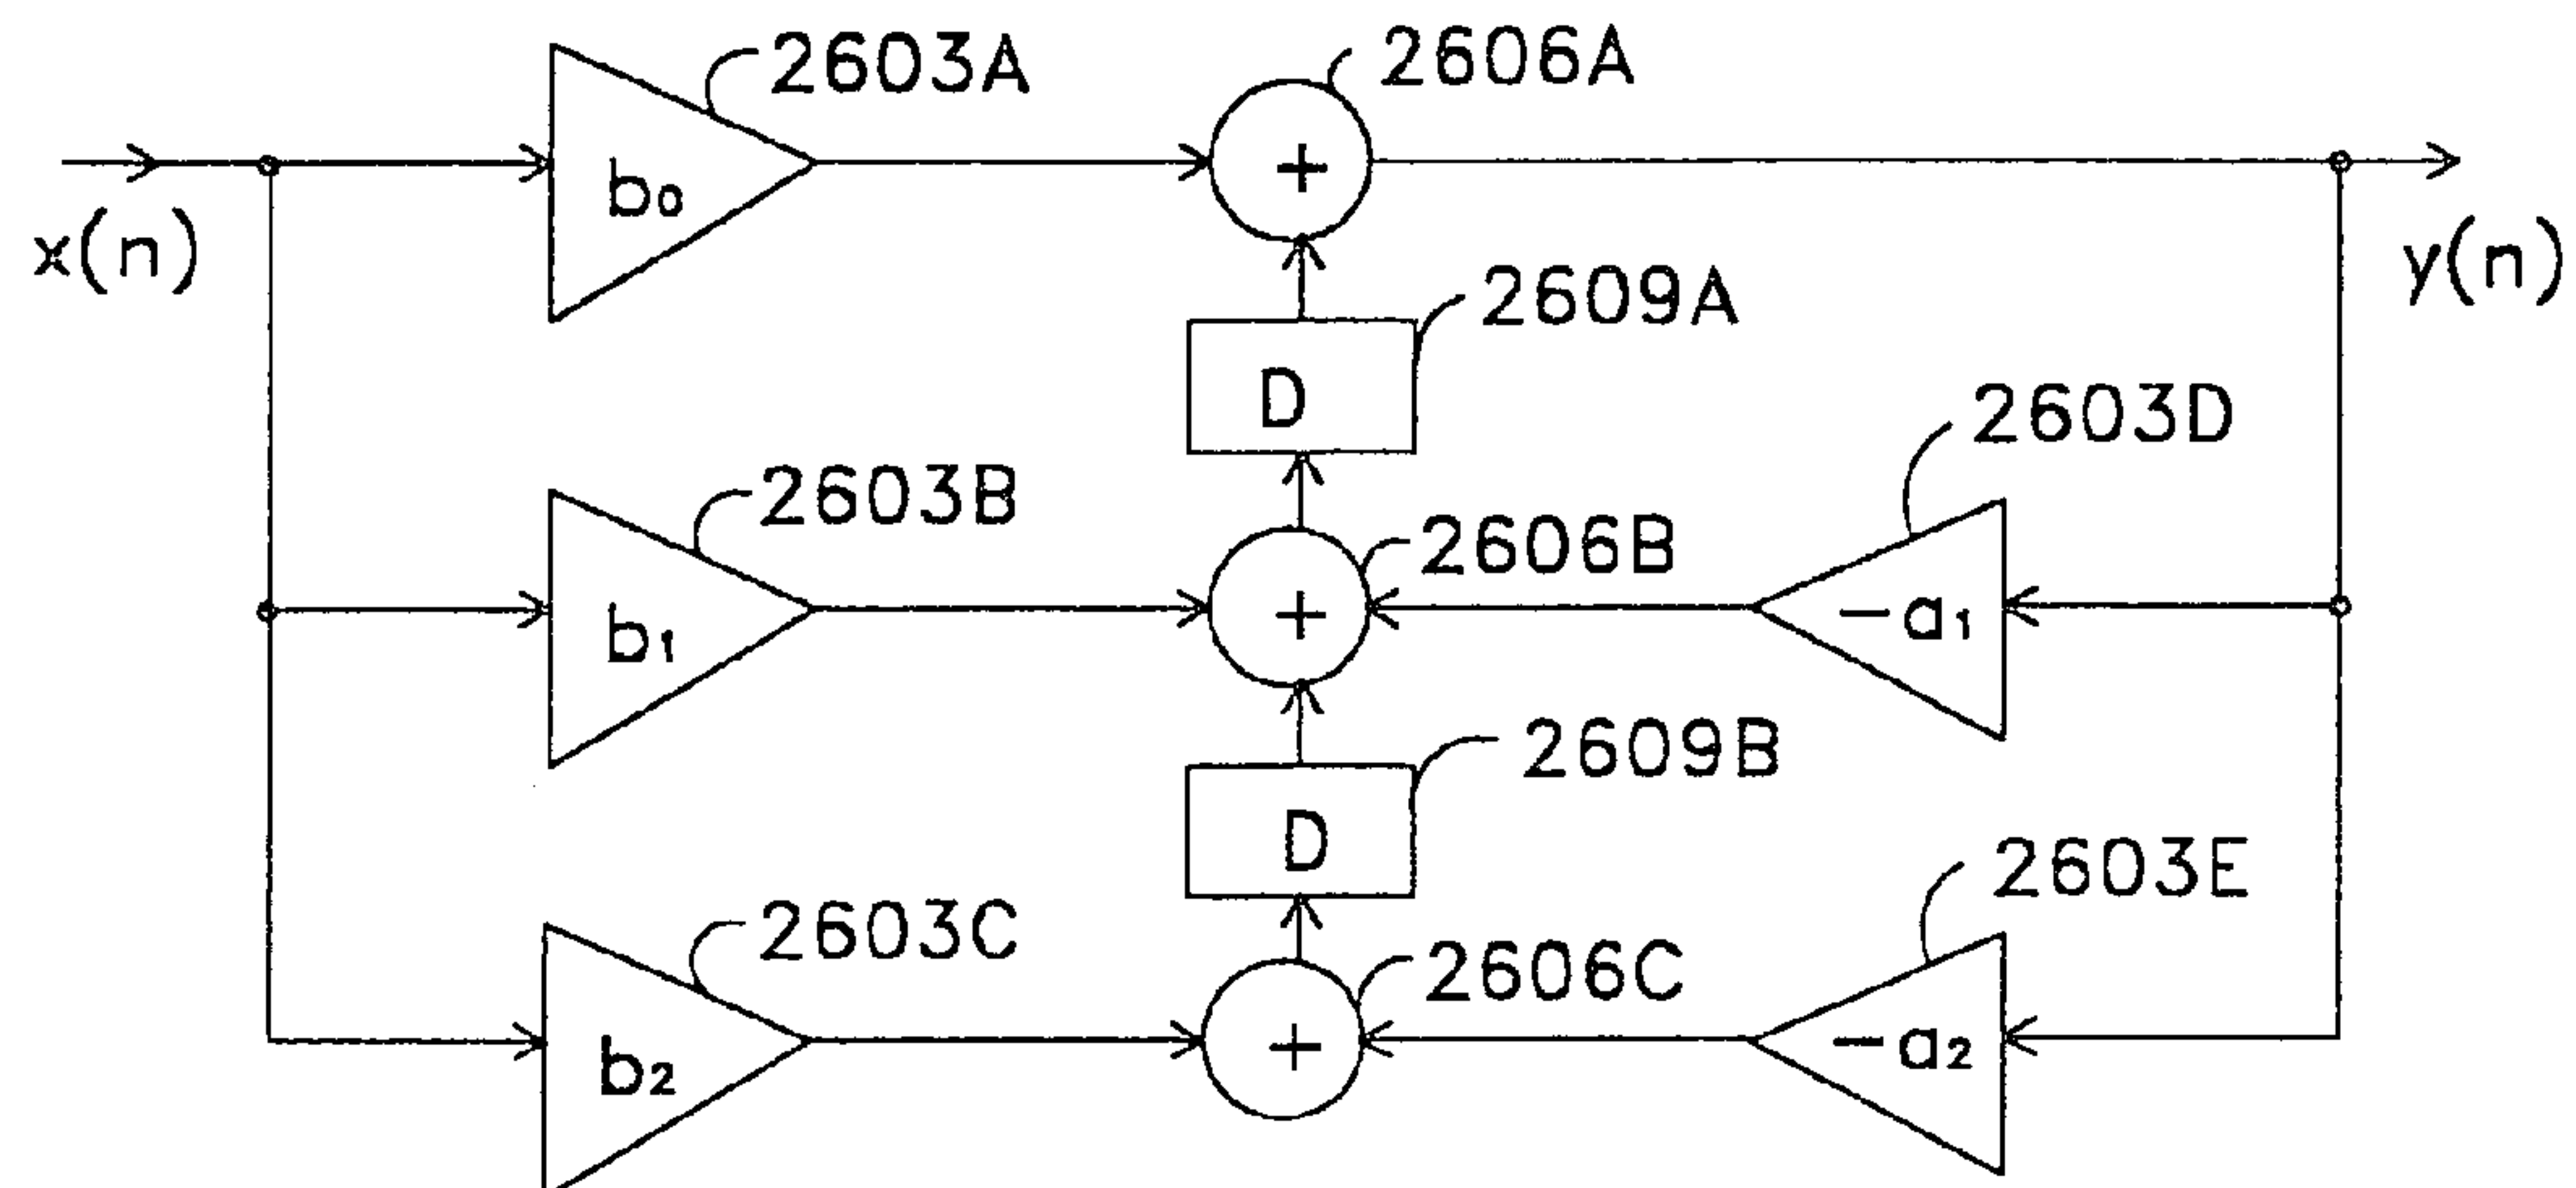 2603A
2606A
b₀
+
x(n)
y(n)
2609A
D
2603D
2603B
2606B
b₁
+
-a₁
2609B
D
2603E
2603C
2606C
b₂
+
-a₂